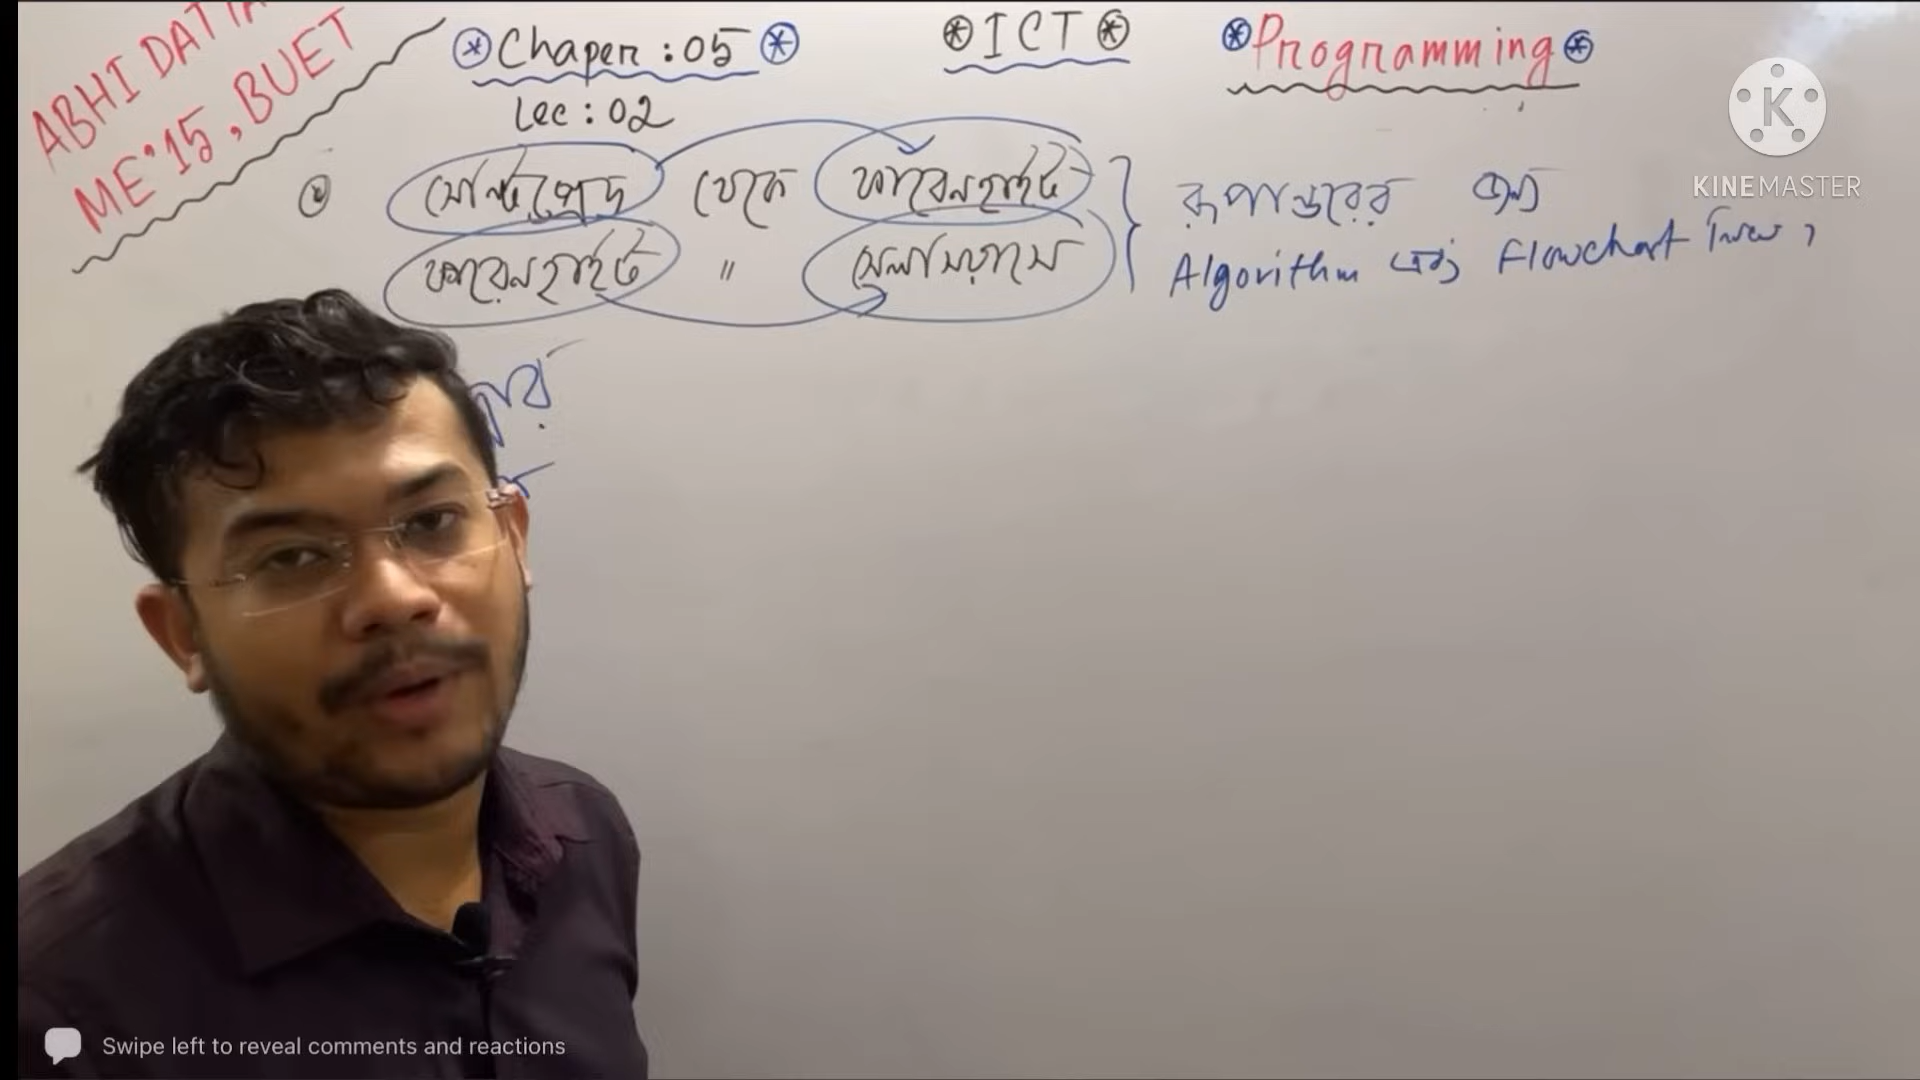 ABHI DATTA
ME'15, BUET
Chaper : 05
ICT
Programming
Lec : 02
KINEMASTER
সেন্টিগ্রেড থেকে ফারেনহাইট রূপান্তরের জন্য
ফারেনহাইট " সেলসিয়াসে Algorithm এবং Flowchart লিখ,
Swipe left to reveal comments and reactions